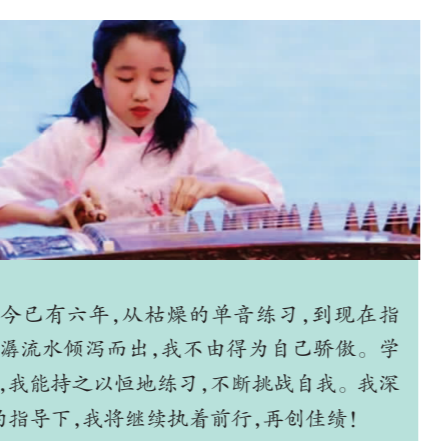 今已有六年,从枯燥的单音练习,到现在指
潺流水倾泻而出,我不由得为自己骄傲。学
,我能持之以恒地练习,不断挑战自我。我深
的指导下,我将继续执着前行,再创佳绩!